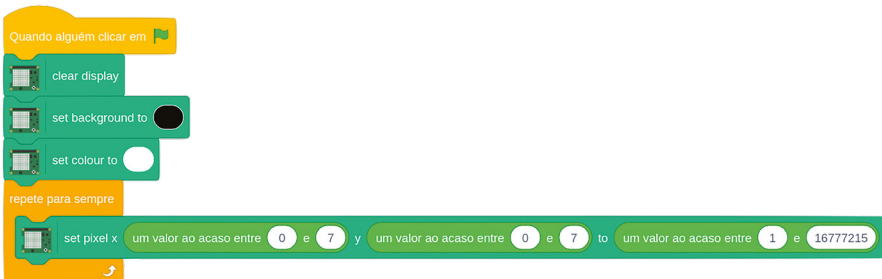 Quando alguém clicar em
clear display
set background to
set colour to
repete para sempre
set pixel x um valor ao acaso entre 0 e 7 y um valor ao acaso entre 0 e 7 to um valor ao acaso entre 1 e 16777215